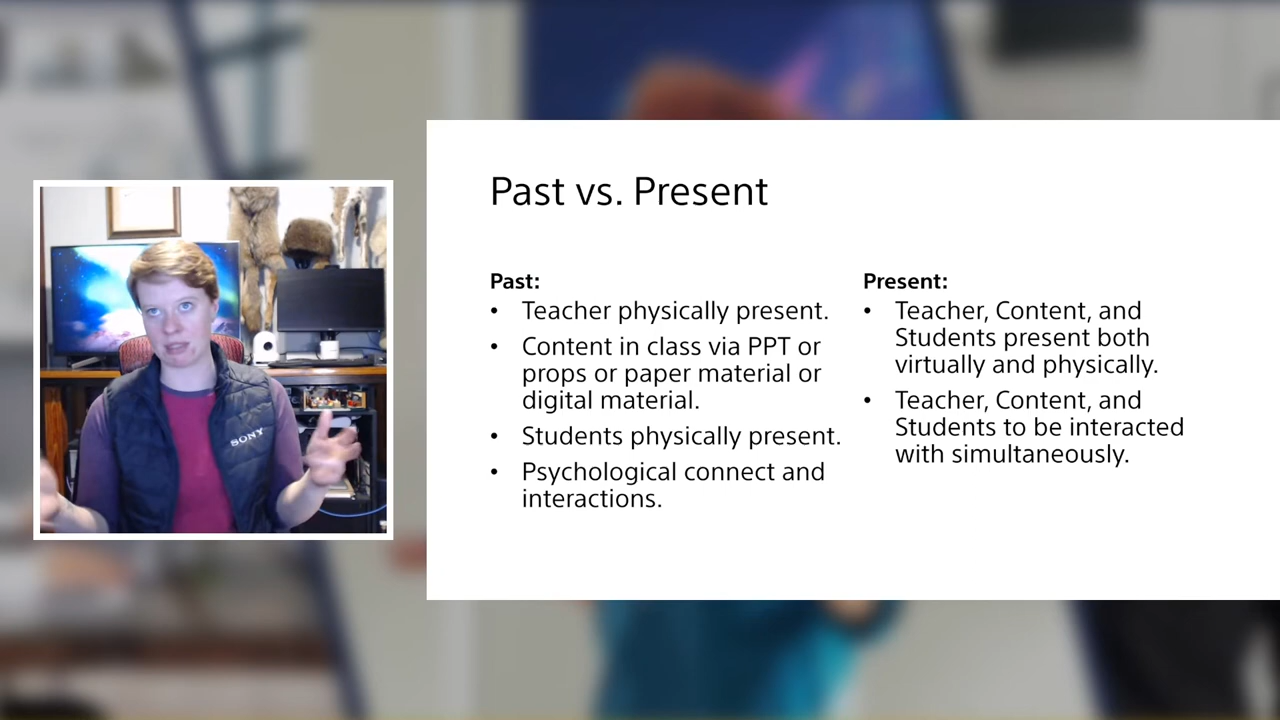 Past vs. Present
Past:
• Teacher physically present.
• Content in class via PPT or
props or paper material or
digital material.
• Students physically present.
• Psychological connect and
interactions.
Present:
• Teacher, Content, and
Students present both
virtually and physically.
• Teacher, Content, and
Students to be interacted
with simultaneously.
SONY